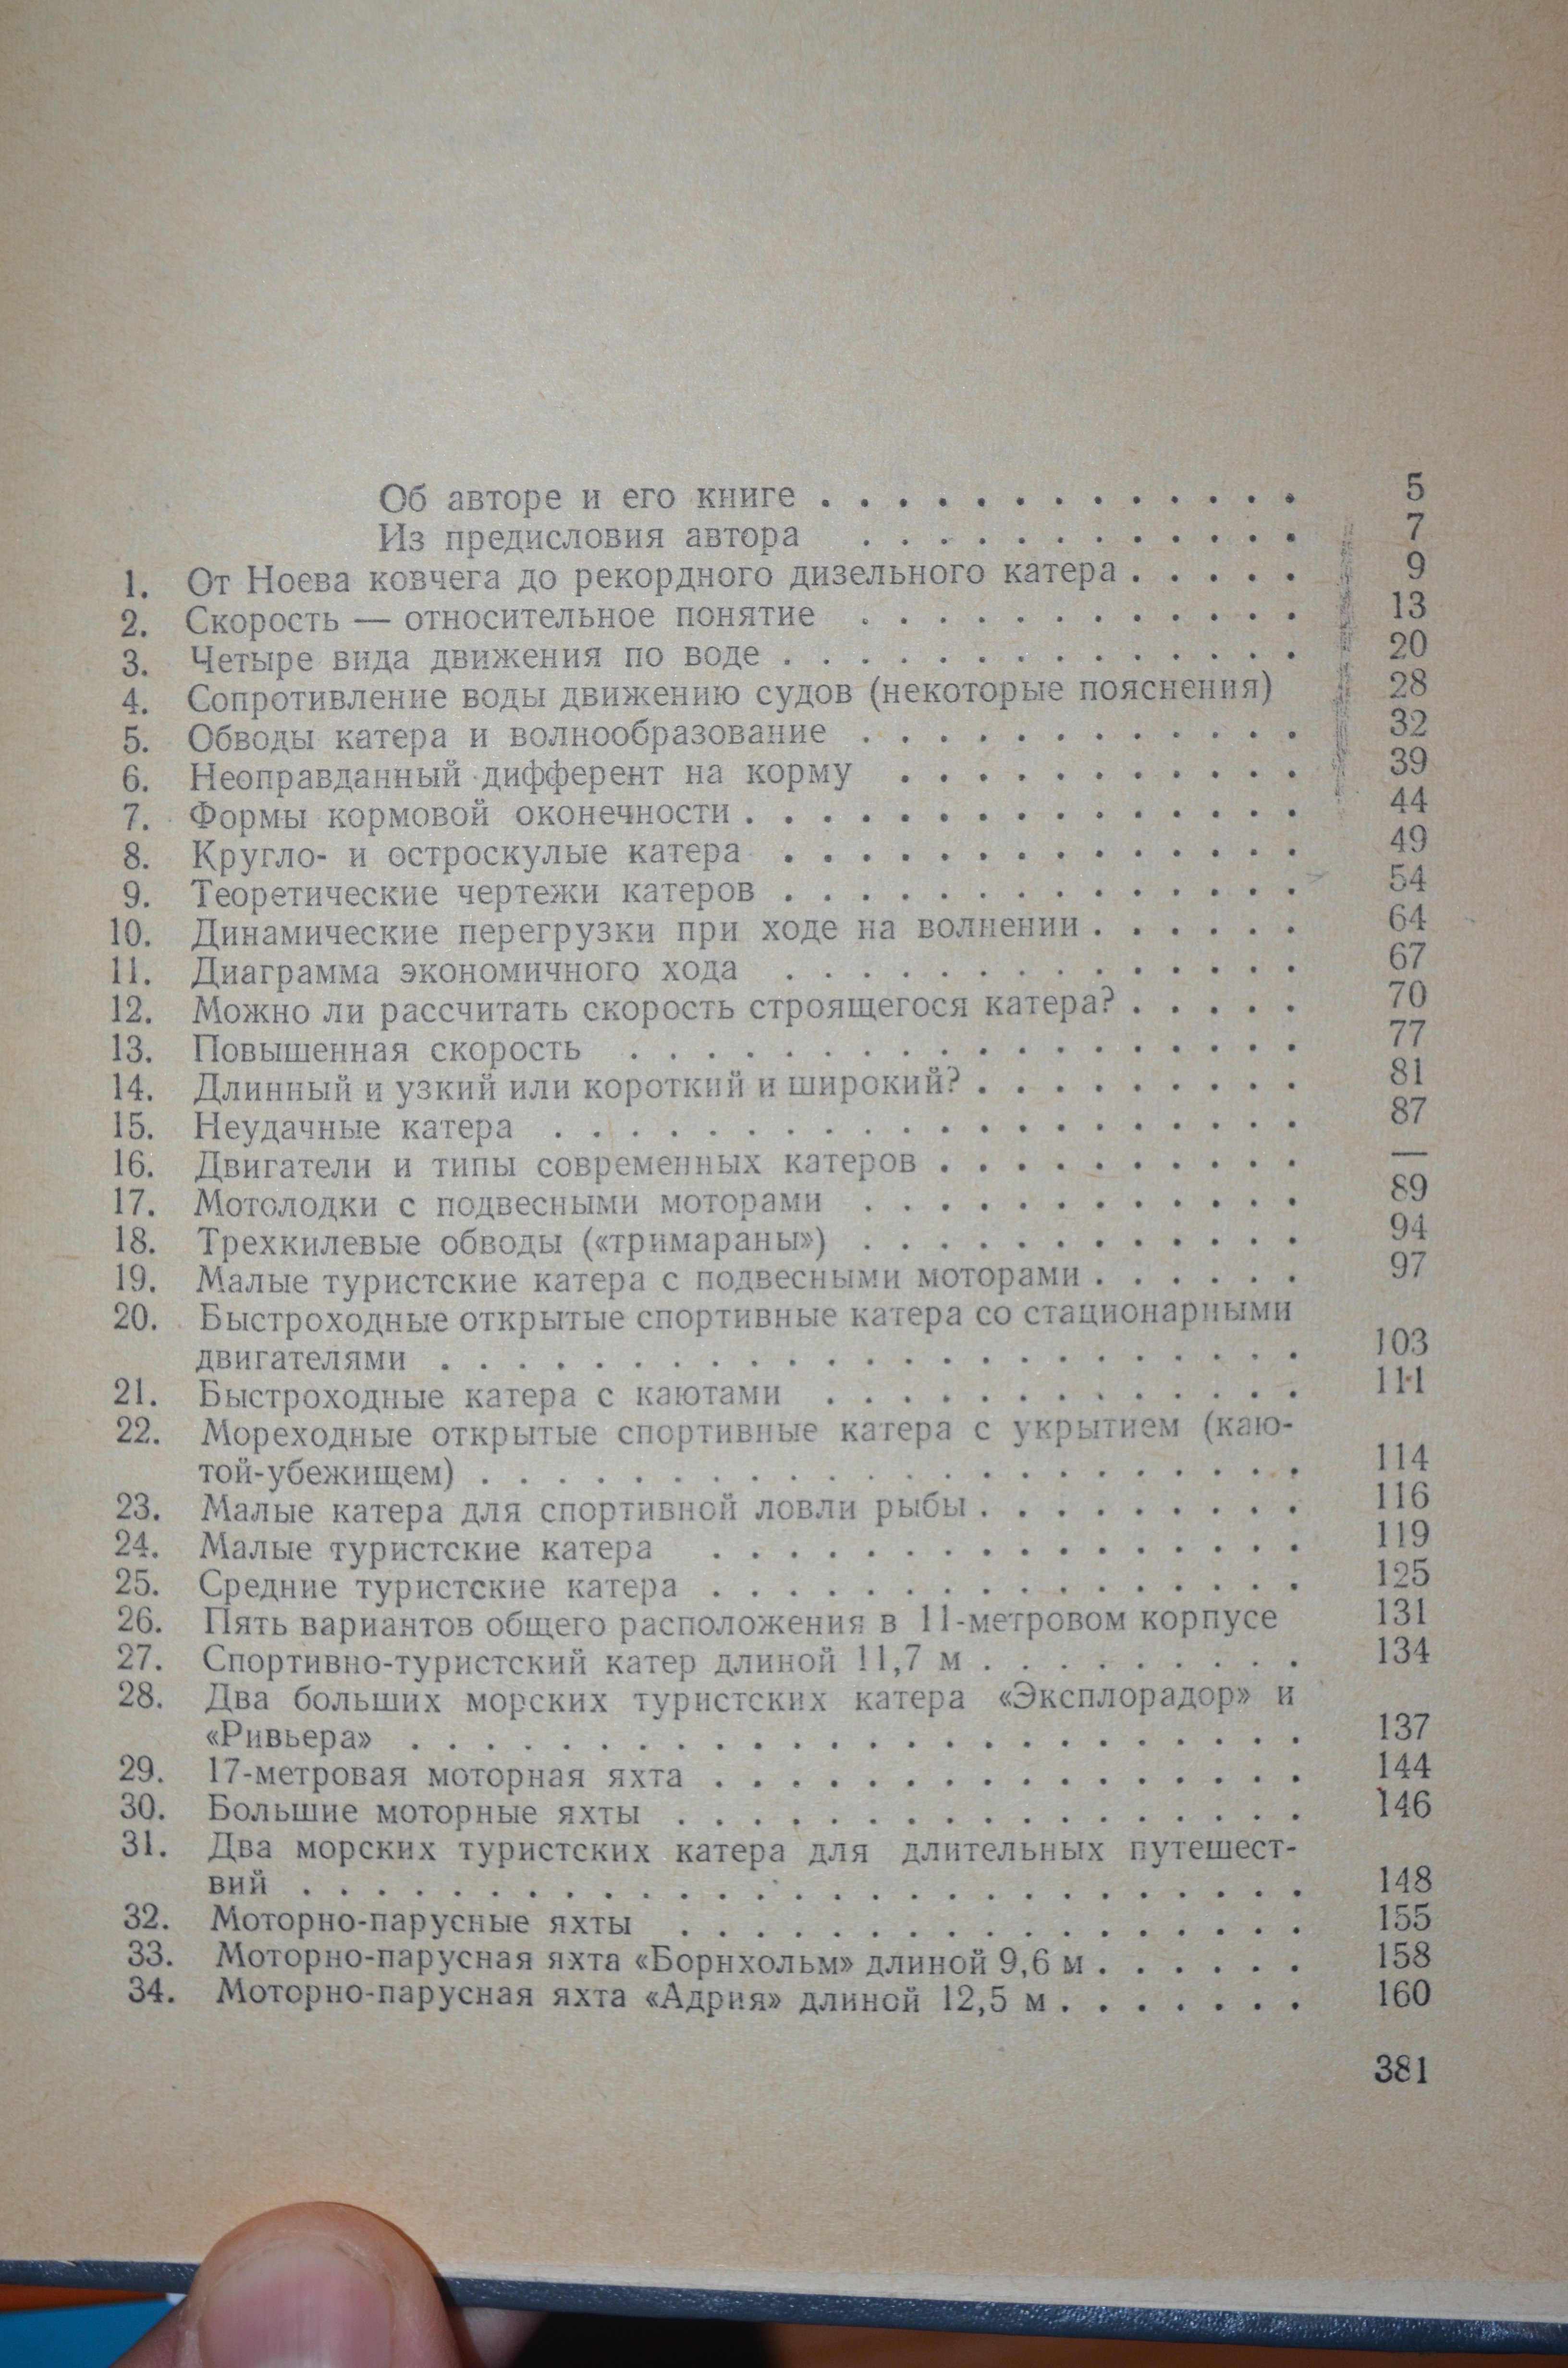 Об авторе и его книге . . . . . . . . . . . . . 5
Из предисловия автора . . . . . . . . . . . . 7
1. От Ноева ковчега до рекордного дизельного катера . . . . . 9
2. Скорость — относительное понятие . . . . . . . . . . . . 13
3. Четыре вида движения по воде . . . . . . . . . . . . . . 20
4. Сопротивление воды движению судов (некоторые пояснения) 28
5. Обводы катера и волнообразование . . . . . . . . . . . . 32
6. Неоправданный дифферент на корму . . . . . . . . . . . 39
7. Формы кормовой оконечности . . . . . . . . . . . . . . . 44
8. Кругло- и остроскулые катера . . . . . . . . . . . . . . 49
9. Теоретические чертежи катеров . . . . . . . . . . . . . . 54
10. Динамические перегрузки при ходе на волнении . . . . . . 64
11. Диаграмма экономичного хода . . . . . . . . . . . . . . 67
12. Можно ли рассчитать скорость строящегося катера? . . . . . 70
13. Повышенная скорость . . . . . . . . . . . . . . . . . . 77
14. Длинный и узкий или короткий и широкий? . . . . . . . . . 81
15. Неудачные катера . . . . . . . . . . . . . . . . . . . . 87
16. Двигатели и типы современных катеров . . . . . . . . . . —
17. Мотолодки с подвесными моторами . . . . . . . . . . . . 89
18. Трехкилевые обводы («тримараны») . . . . . . . . . . . . 94
19. Малые туристские катера с подвесными моторами . . . . . . 97
20. Быстроходные открытые спортивные катера со стационарными
двигателями . . . . . . . . . . . . . . . . . . . . . . . 103
21. Быстроходные катера с каютами . . . . . . . . . . . . . 111
22. Мореходные открытые спортивные катера с укрытием (каю-
той-убежищем) . . . . . . . . . . . . . . . . . . . . . . 114
23. Малые катера для спортивной ловли рыбы . . . . . . . . . 116
24. Малые туристские катера . . . . . . . . . . . . . . . . 119
25. Средние туристские катера . . . . . . . . . . . . . . . . 125
26. Пять вариантов общего расположения в 11-метровом корпусе 131
27. Спортивно-туристский катер длиной 11,7 м . . . . . . . . . 134
28. Два больших морских туристских катера «Эксплорадор» и
«Ривьера» . . . . . . . . . . . . . . . . . . . . . . . . 137
29. 17-метровая моторная яхта . . . . . . . . . . . . . . . . 144
30. Большие моторные яхты . . . . . . . . . . . . . . . . . 146
31. Два морских туристских катера для длительных путешест-
вий . . . . . . . . . . . . . . . . . . . . . . . . . . . 148
32. Моторно-парусные яхты . . . . . . . . . . . . . . . . . 155
33. Моторно-парусная яхта «Борнхольм» длиной 9,6 м . . . . . . 158
34. Моторно-парусная яхта «Адрия» длиной 12,5 м . . . . . . . 160
381